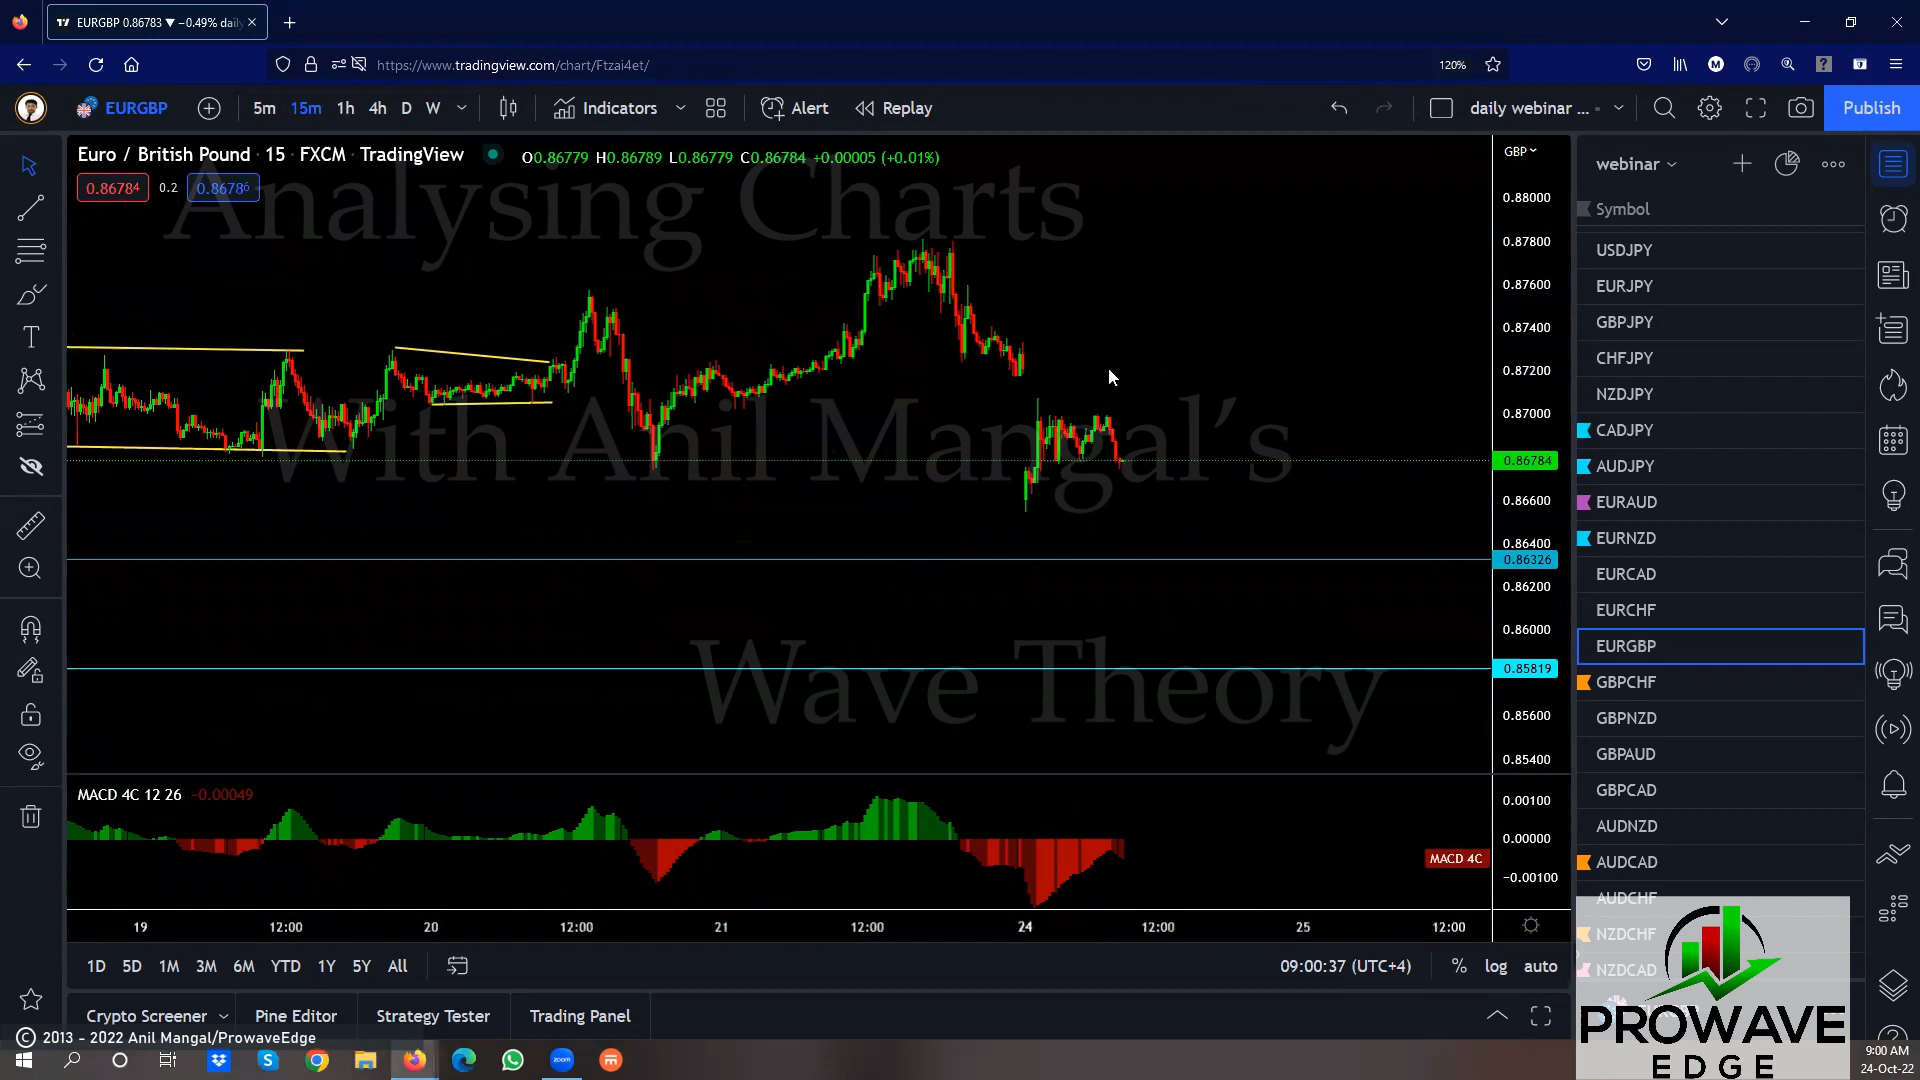 EURGBP 0.86783 ▼ −0.49% daily
https://www.tradingview.com/chart/Ftzai4et/
120%
EURGBP
5m 15m 1h 4h D W
Indicators
Alert
Replay
daily webinar ...
Publish
Euro / British Pound · 15 · FXCM · TradingView
O0.86779 H0.86789 L0.86779 C0.86784 +0.00005 (+0.01%)
0.86784 0.2 0.86786
Analysing Charts
With Anil Mangal's
Wave Theory
GBP
0.88000
0.87800
0.87600
0.87400
0.87200
0.87000
0.86784
0.86600
0.86400
0.86326
0.86200
0.86000
0.85819
0.85600
0.85400
MACD 4C 12 26 −0.00049
0.00100
0.00000
MACD 4C
−0.00100
19 12:00 20 12:00 21 12:00 24 12:00 25 12:00
1D 5D 1M 3M 6M YTD 1Y 5Y All
09:00:37 (UTC+4)
% log auto
Crypto Screener
Pine Editor
Strategy Tester
Trading Panel
© 2013 - 2022 Anil Mangal/ProwaveEdge
webinar
Symbol
USDJPY
EURJPY
GBPJPY
CHFJPY
NZDJPY
CADJPY
AUDJPY
EURAUD
EURNZD
EURCAD
EURCHF
EURGBP
GBPCHF
GBPNZD
GBPAUD
GBPCAD
AUDNZD
AUDCAD
AUDCHF
NZDCHF
NZDCAD
PROWAVE
EDGE
zoom
9:00 AM
24-Oct-22